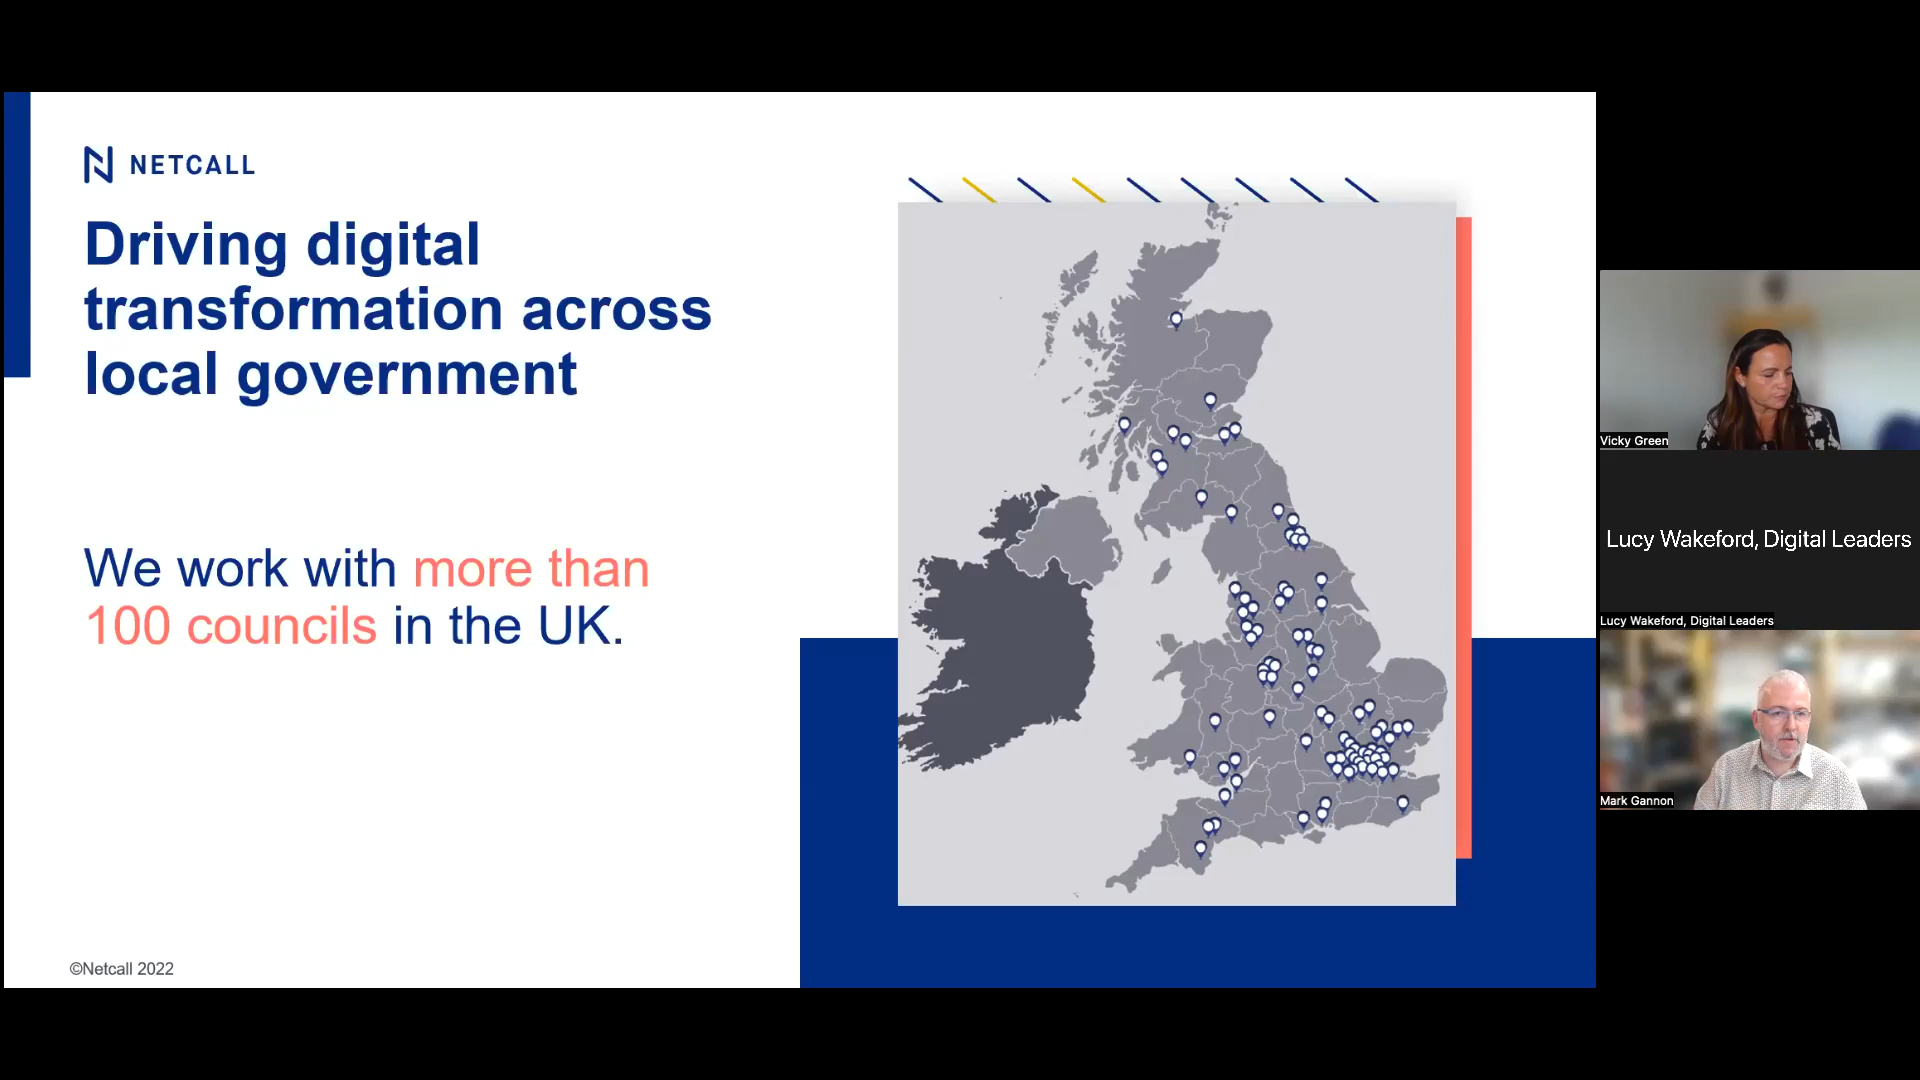 NETCALL
Driving digital
transformation across
local government
We work with more than
100 councils in the UK.
©Netcall 2022
Vicky Green
Lucy Wakeford, Digital Leaders
Lucy Wakeford, Digital Leaders
Mark Gannon